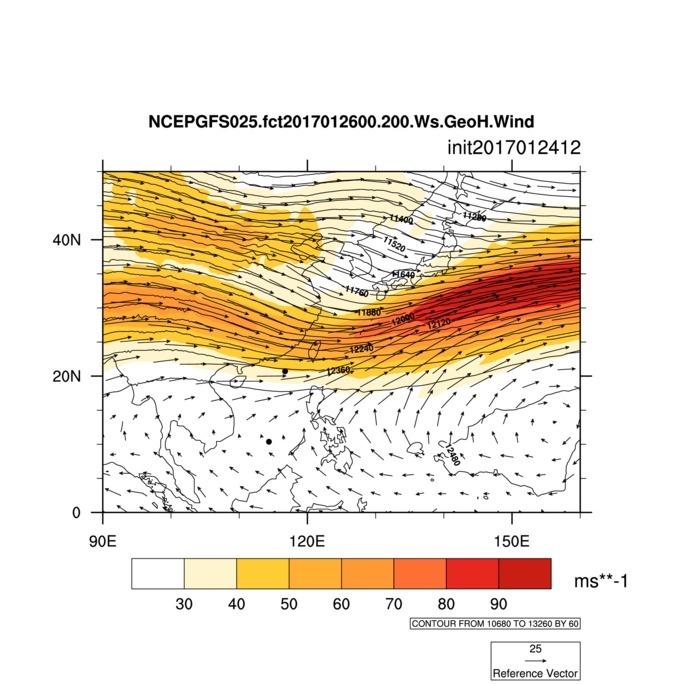 NCEPGFS025.fct2017012600.200.Ws.GeoH.Wind
init2017012412
40N
20N
0
90E 120E 150E
11400
11280
11520
11640
11760
11880
12000
12120
12240
12360
12480
30 40 50 60 70 80 90
ms**-1
CONTOUR FROM 10680 TO 13260 BY 60
25
Reference Vector